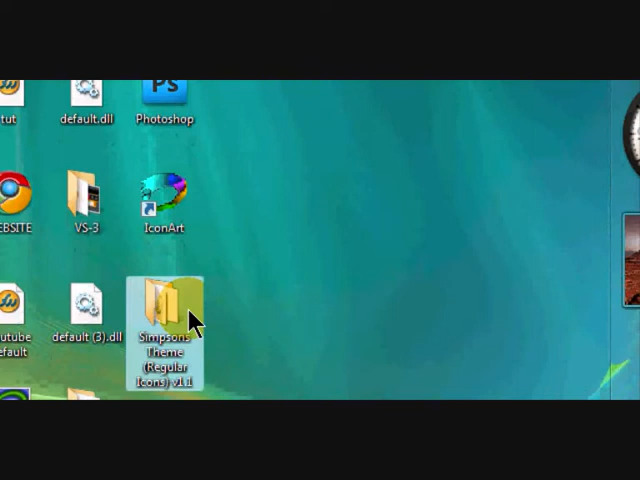 tut
default.dll
Ps
Photoshop
EBSITE
VS-3
IconArt
utube
efault
default (3).dll
Simpsons
Theme
(Regular
Icons) v1.1